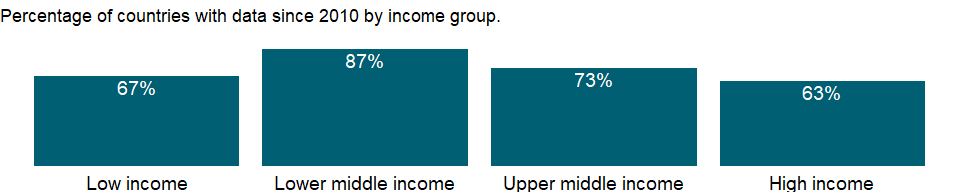 Percentage of countries with data since 2010 by income group.
67%
87%
73%
63%
Low income
Lower middle income
Upper middle income
High income